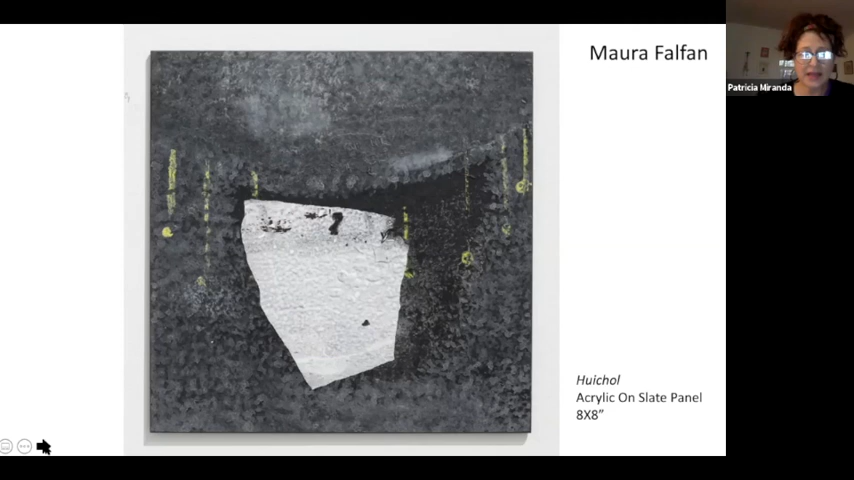 Maura Falfan
Patricia Miranda
Huichol
Acrylic On Slate Panel
8X8”